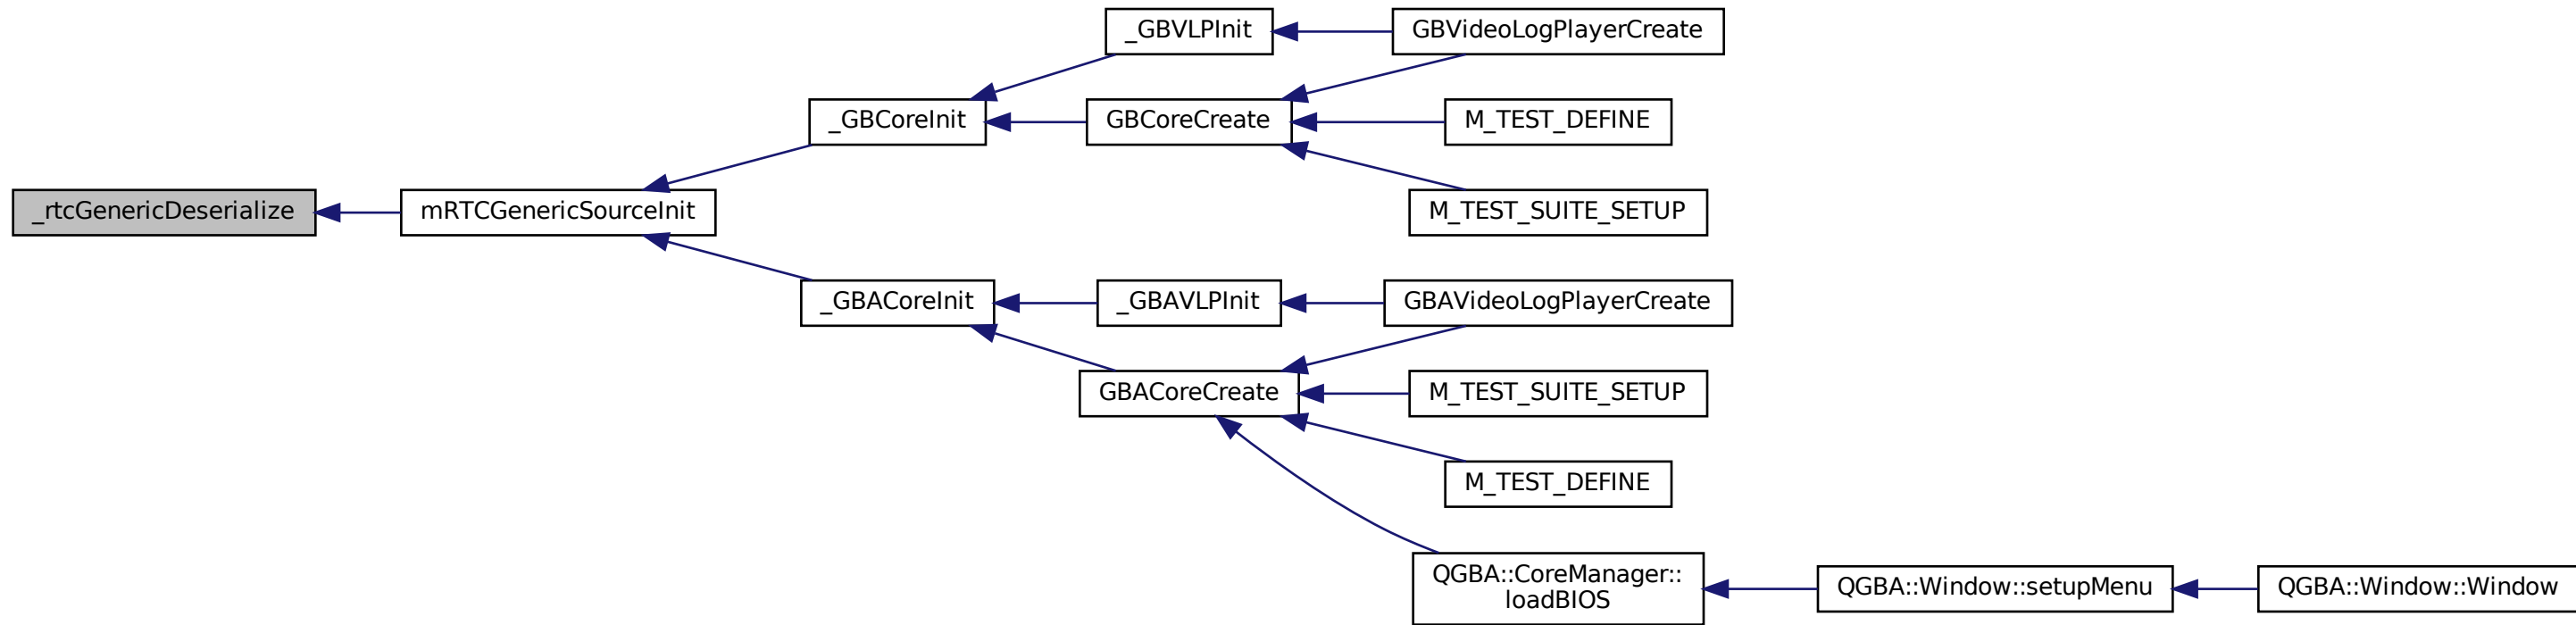 _GBVLPInit
GBVideoLogPlayerCreate
_GBCoreInit
GBCoreCreate
M_TEST_DEFINE
_rtcGenericDeserialize
mRTCGenericSourceInit
M_TEST_SUITE_SETUP
_GBACoreInit
_GBAVLPInit
GBAVideoLogPlayerCreate
GBACoreCreate
M_TEST_SUITE_SETUP
M_TEST_DEFINE
QGBA::CoreManager::
loadBIOS
QGBA::Window::setupMenu
QGBA::Window::Window